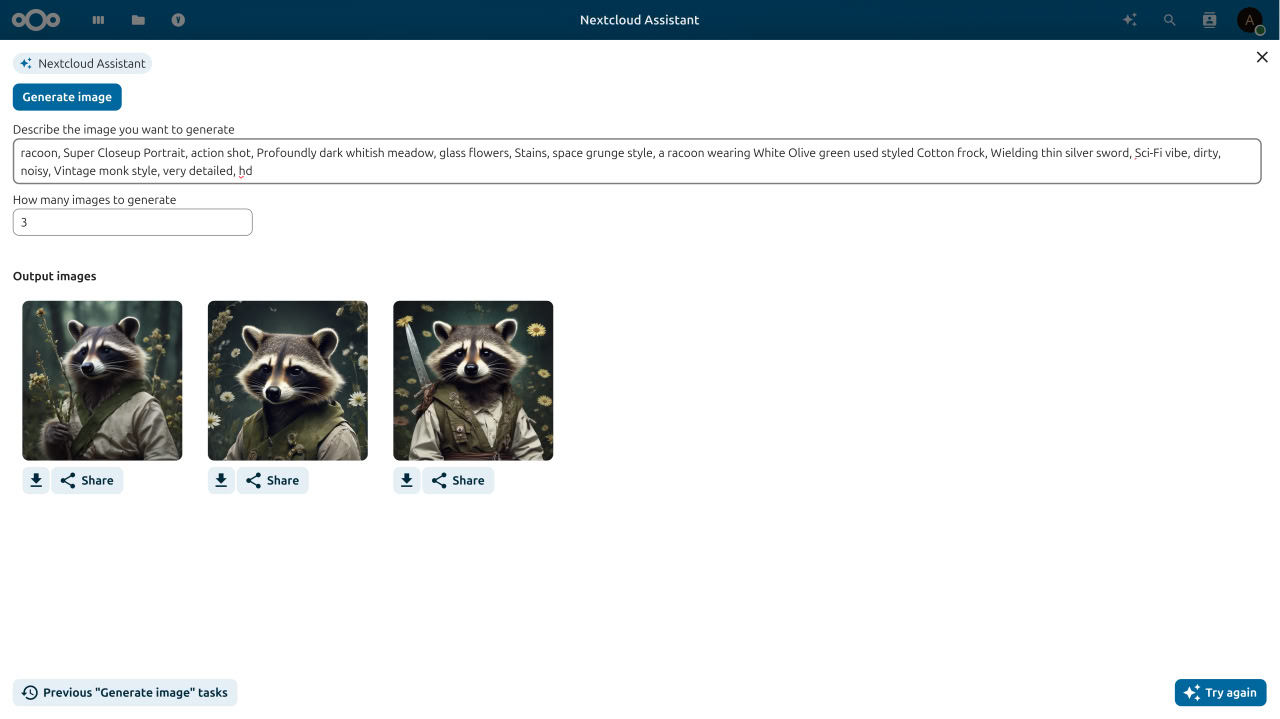 Nextcloud Assistant
A
Nextcloud Assistant
Generate image
Describe the image you want to generate
racoon, Super Closeup Portrait, action shot, Profoundly dark whitish meadow, glass flowers, Stains, space grunge style, a racoon wearing White Olive green used styled Cotton frock, Wielding thin silver sword, Sci-Fi vibe, dirty,
noisy, Vintage monk style, very detailed, hd
How many images to generate
3
Output images
Share
Share
Share
Previous "Generate image" tasks
Try again